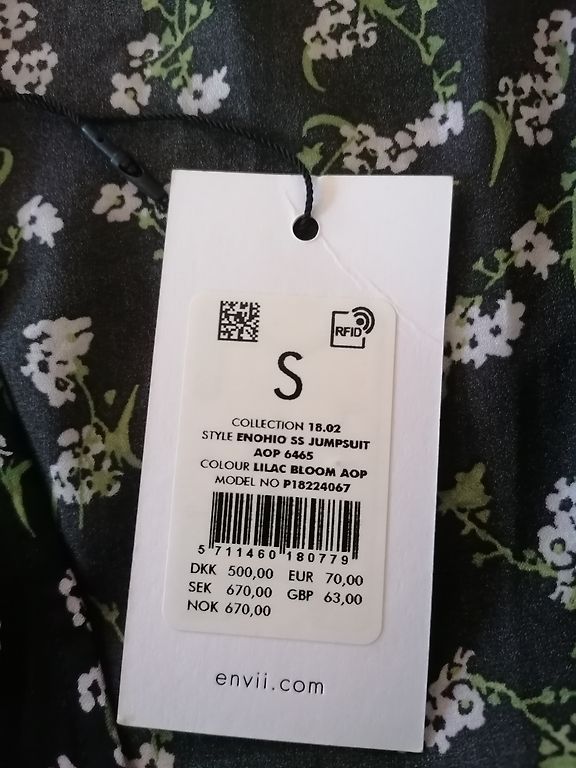 RFID
S
COLLECTION 18.02
STYLE ENOHIO SS JUMPSUIT
AOP 6465
COLOUR LILAC BLOOM AOP
MODEL NO P18224067
5 711460 180779
DKK 500,00 EUR 70,00
SEK 670,00 GBP 63,00
NOK 670,00
envii.com